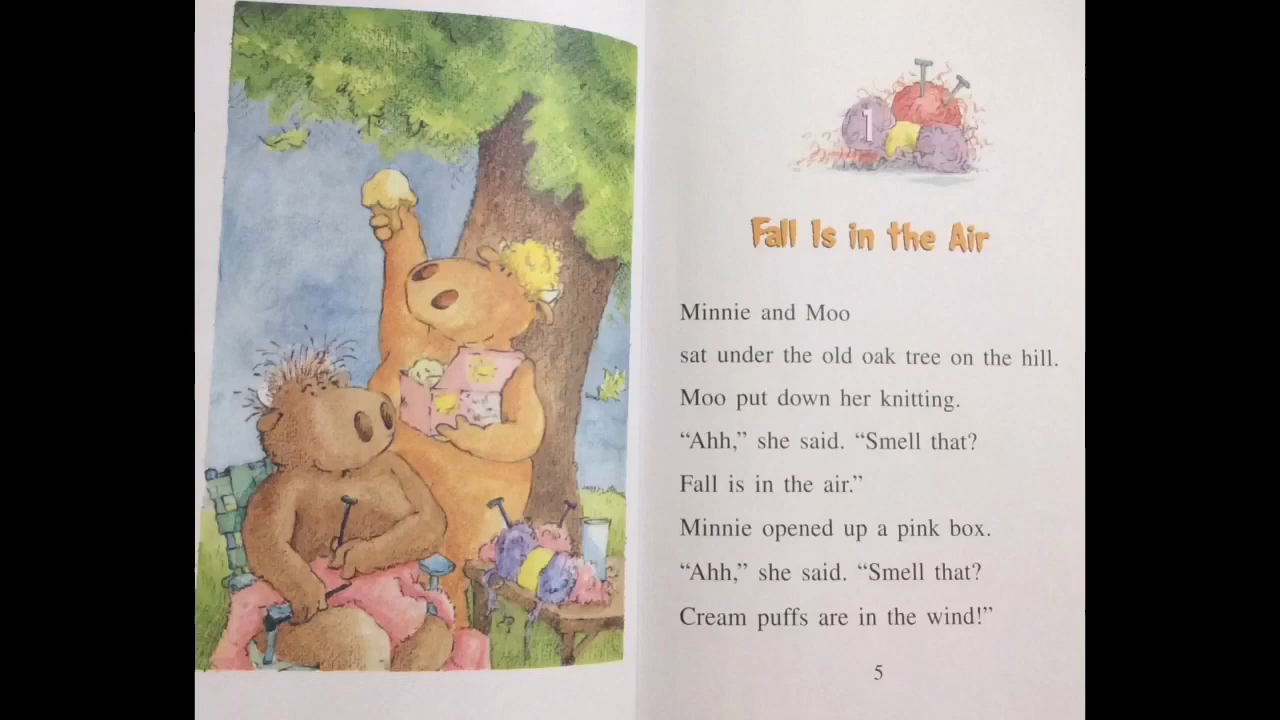 1
Fall Is in the Air
Minnie and Moo
sat under the old oak tree on the hill.
Moo put down her knitting.
“Ahh,” she said. “Smell that?
Fall is in the air.”
Minnie opened up a pink box.
“Ahh,” she said. “Smell that?
Cream puffs are in the wind!”
5